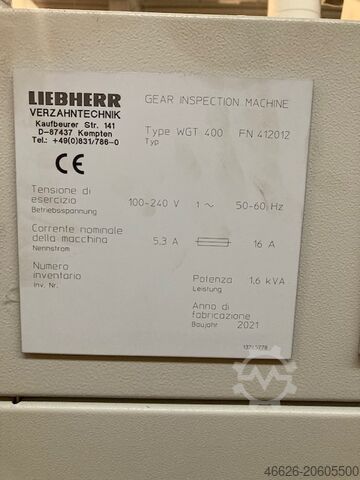 LIEBHERR
VERZAHNTECHNIK
Kaufbeurer Str. 141
D-87437 Kempten
Tel.: +49(0)831/786-0
CE
GEAR INSPECTION MACHINE
Type WGT 400 FN 412012
Typ
Tensione di
esercizio 100-240 V 1 ~ 50-60 Hz
Betriebsspannung
Corrente nominale
della macchina 5,3 A 16 A
Nennstrom
Numero
inventario
Inv. Nr.
Potenza 1,6 kVA
Leistung
Anno di
fabricazione
Baujahr 2021
46626-20605500